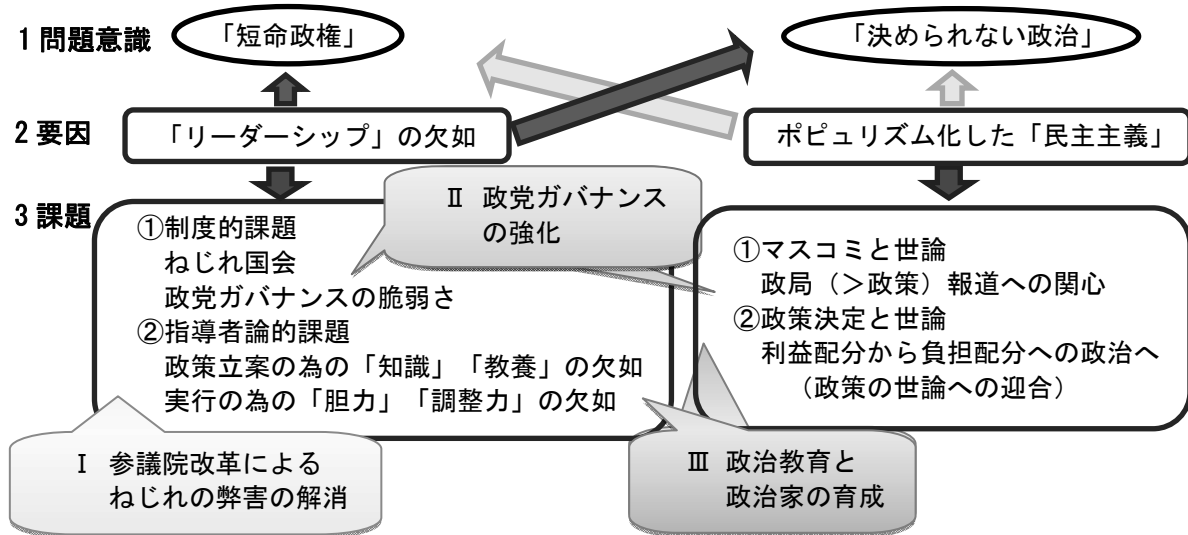 1 問題意識
「短命政権」
「決められない政治」
2 要因
「リーダーシップ」の欠如
ポピュリズム化した「民主主義」
3 課題
①制度的課題
ねじれ国会
政党ガバナンスの脆弱さ
②指導者論的課題
政策立案の為の「知識」「教養」の欠如
実行の為の「胆力」「調整力」の欠如
Ⅱ 政党ガバナンス
の強化
①マスコミと世論
政局（＞政策）報道への関心
②政策決定と世論
利益配分から負担配分への政治へ
（政策の世論への迎合）
Ⅰ 参議院改革による
ねじれの弊害の解消
Ⅲ 政治教育と
政治家の育成